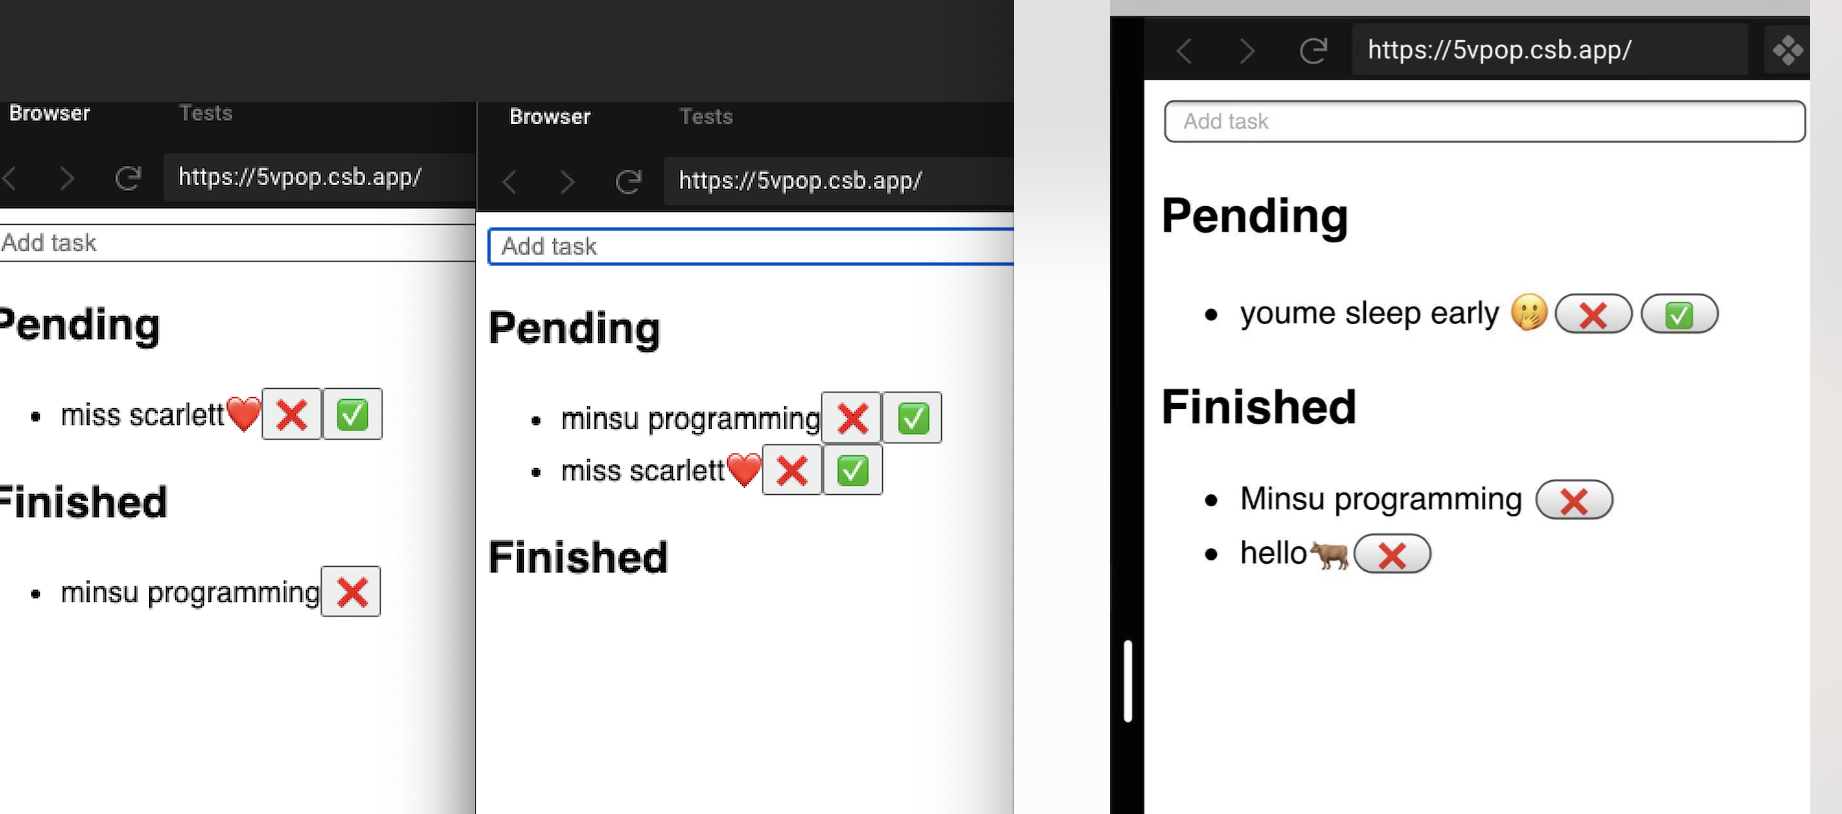 Browser Tests
https://5vpop.csb.app/
Add task
Pending
miss scarlett❤️❌✅
Finished
minsu programming❌
Browser Tests
https://5vpop.csb.app/
Add task
Pending
minsu programming❌✅
miss scarlett❤️❌✅
Finished
https://5vpop.csb.app/
Add task
Pending
youme sleep early 🫢❌✅
Finished
Minsu programming ❌
hello🐂❌